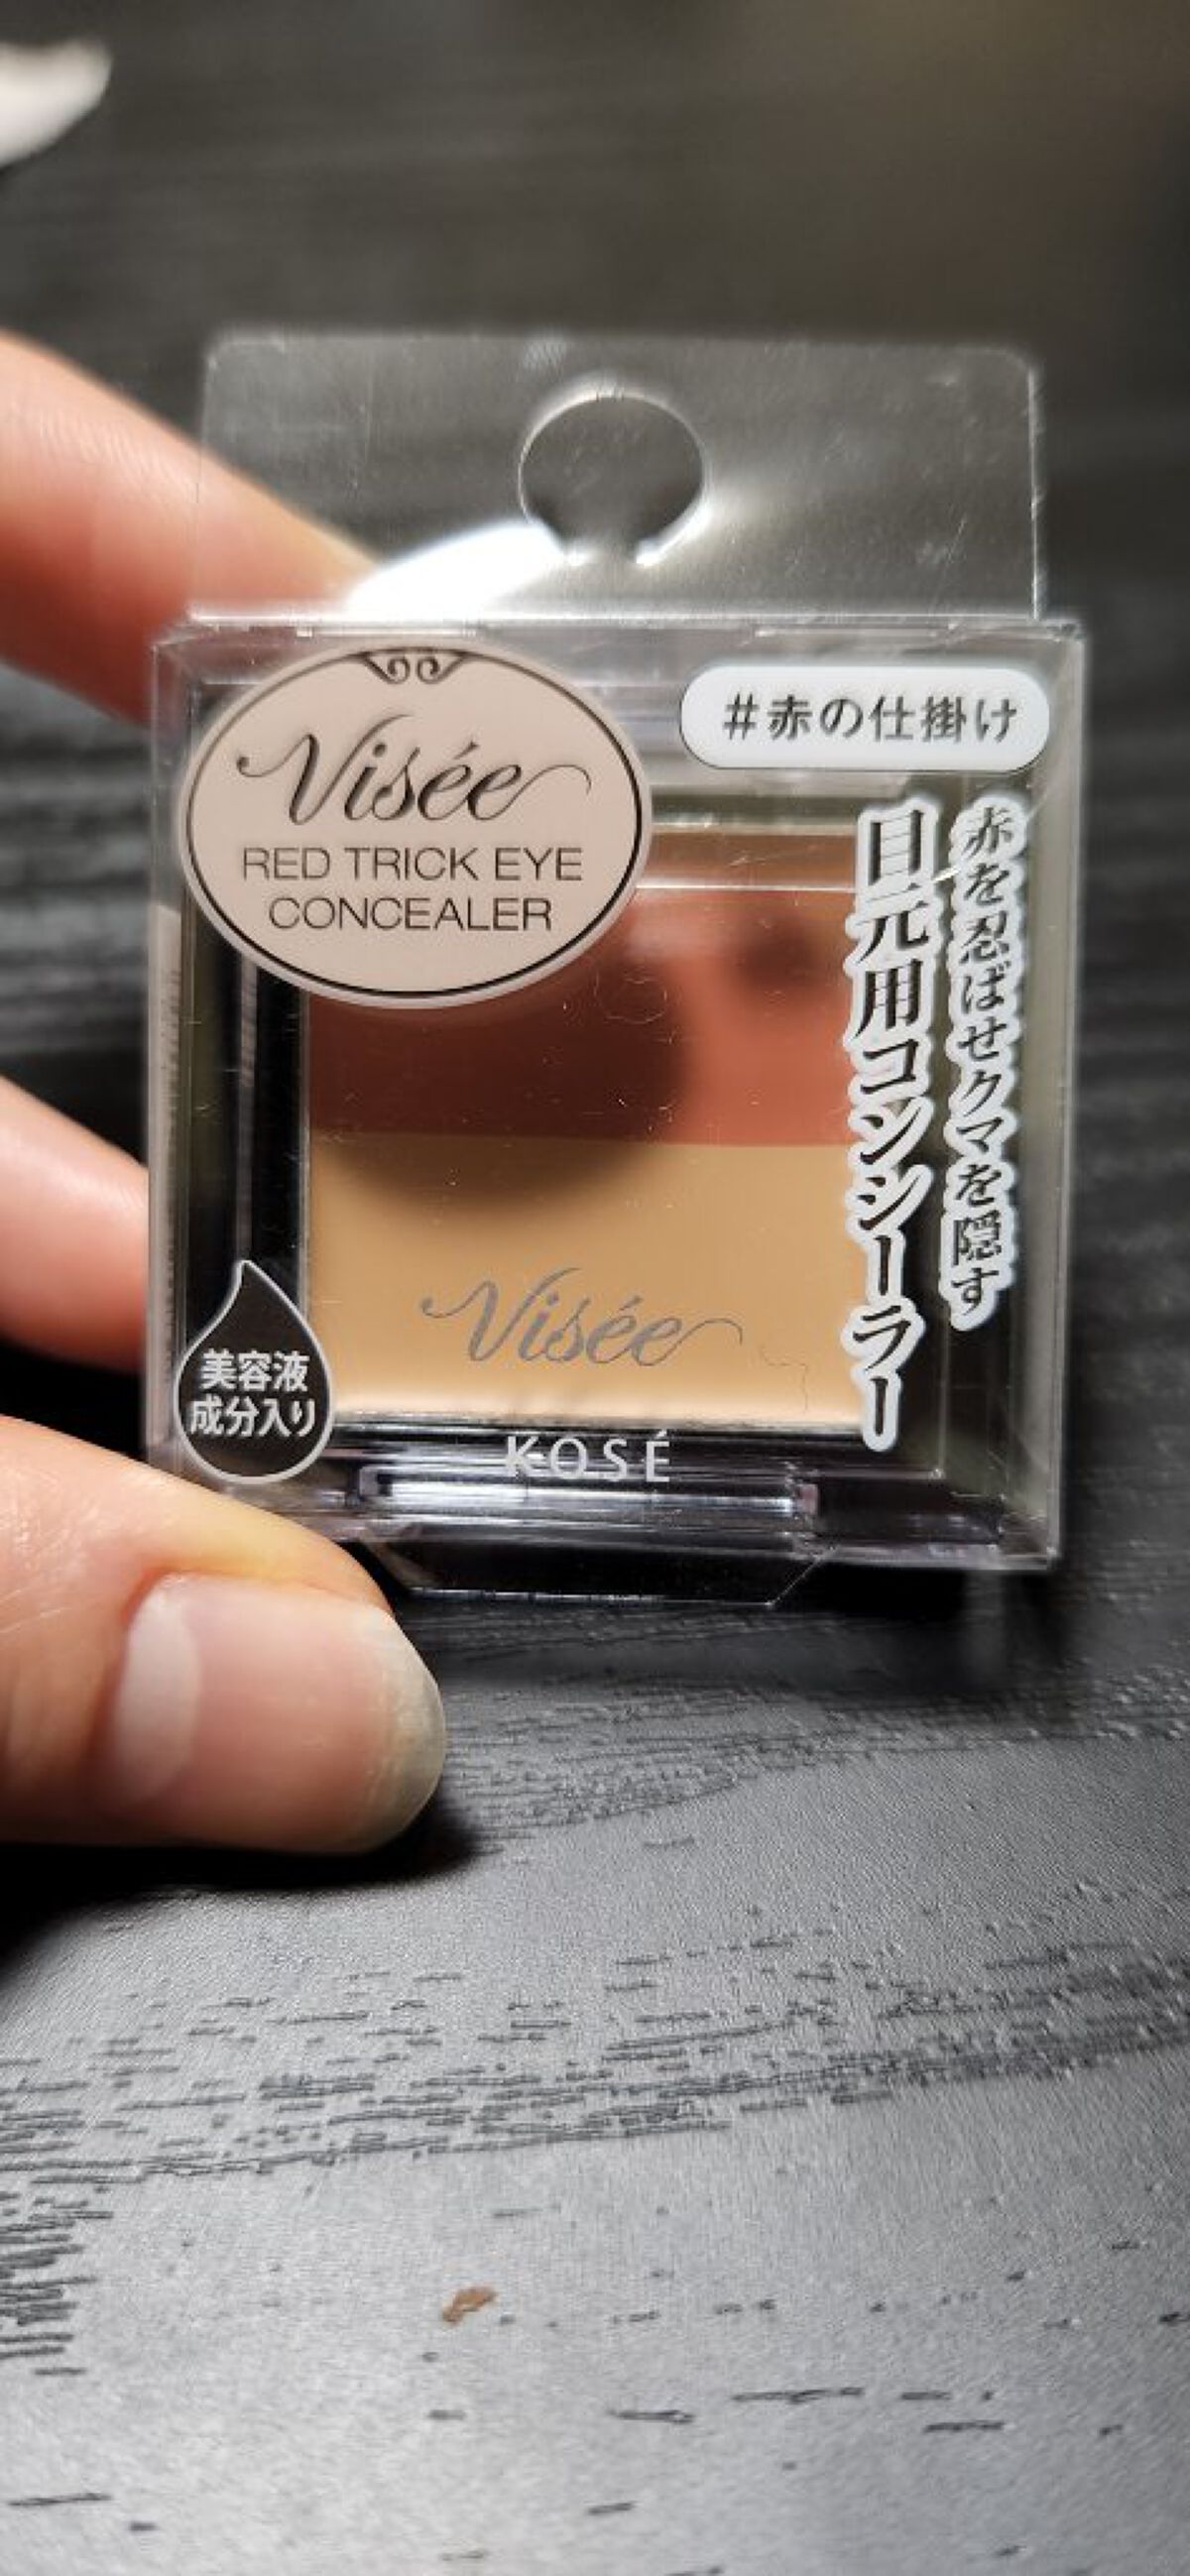 Visée
RED TRICK EYE
CONCEALER
#赤の仕掛け
赤を忍ばせクマを隠す
目元用コンシーラー
Visée
美容液
成分入り
KOSÉ